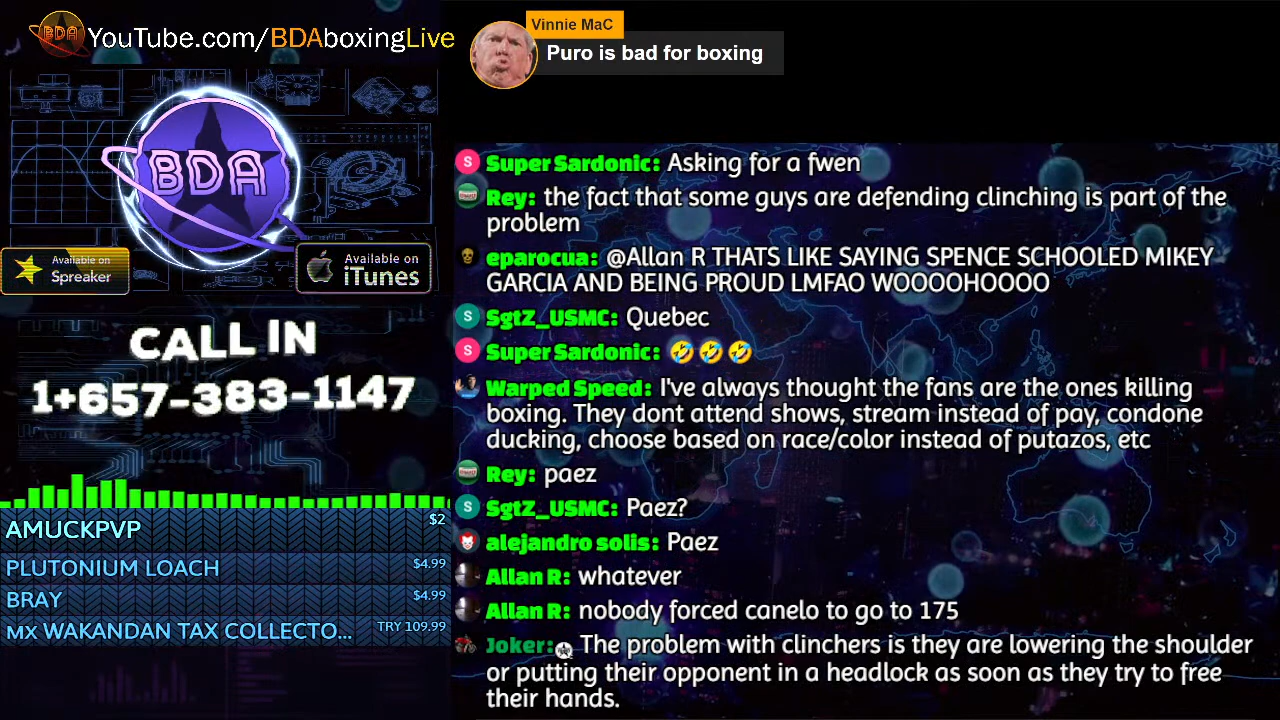 BDA
YouTube.com/BDAboxingLive
Vinnie MaC
Puro is bad for boxing
BDA
Available on
Spreaker
Available on
iTunes
CALL IN
1+657-383-1147
AMUCKPVP $2
PLUTONIUM LOACH $4.99
BRAY $4.99
MX WAKANDAN TAX COLLECTO... TRY 109.99
S Super Sardonic: Asking for a fwen
Rey: the fact that some guys are defending clinching is part of the
problem
eparocua: @Allan R THATS LIKE SAYING SPENCE SCHOOLED MIKEY
GARCIA AND BEING PROUD LMFAO WOOOOHOOOO
S SgtZ_USMC: Quebec
S Super Sardonic: 🤣🤣🤣
Warped Speed: I've always thought the fans are the ones killing
boxing. They dont attend shows, stream instead of pay, condone
ducking, choose based on race/color instead of putazos, etc
Rey: paez
S SgtZ_USMC: Paez?
alejandro solis: Paez
Allan R: whatever
Allan R: nobody forced canelo to go to 175
Joker: The problem with clinchers is they are lowering the shoulder
or putting their opponent in a headlock as soon as they try to free
their hands.